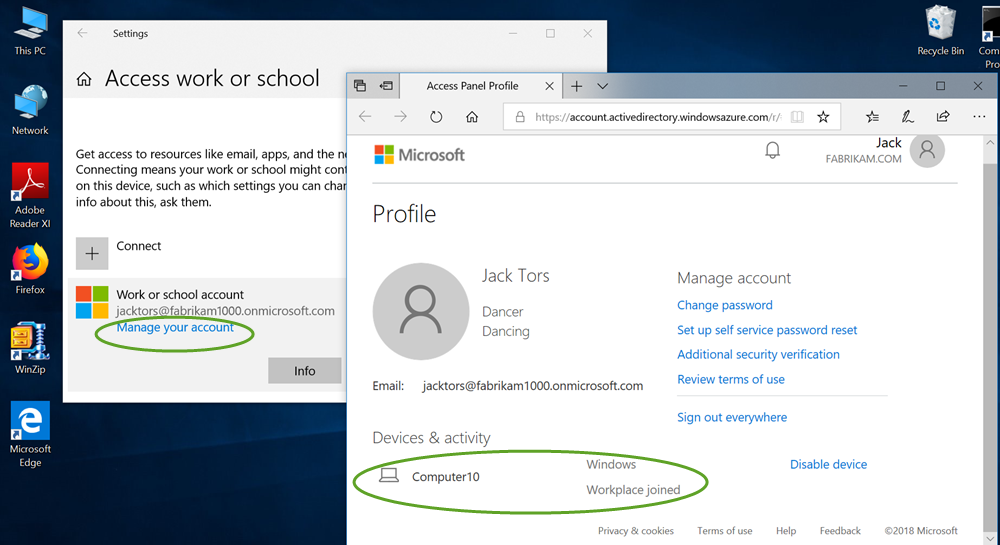 This PC
Network
Adobe
Reader XI
Firefox
WinZip
Microsoft
Edge
Recycle Bin
Settings
Access work or school
Get access to resources like email, apps, and the
Connecting means your work or school might
on this device, such as which settings you can
info about this, ask them.
Connect
Work or school account
jacktors@fabrikam1000.onmicrosoft.com
Manage your account
Info
Access Panel Profile
https://account.activedirectory.windowsazure.com/r/
Microsoft
Jack
FABRIKAM.COM
Profile
Jack Tors
Dancer
Dancing
Email: jacktors@fabrikam1000.onmicrosoft.com
Manage account
Change password
Set up self service password reset
Additional security verification
Review terms of use
Sign out everywhere
Devices & activity
Computer10
Windows
Workplace joined
Disable device
Privacy & cookies Terms of use Help Feedback ©2018 Microsoft